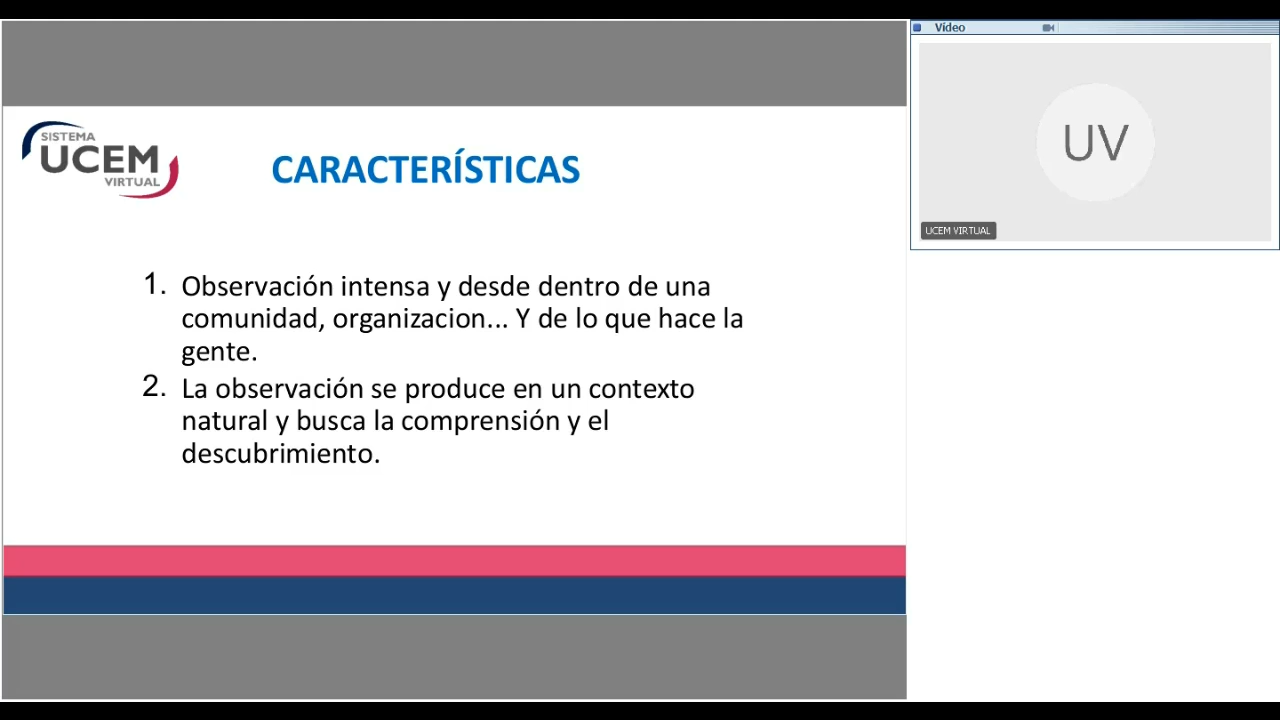 SISTEMA
UCEM
VIRTUAL
CARACTERÍSTICAS
1. Observación intensa y desde dentro de una
comunidad, organizacion... Y de lo que hace la
gente.
2. La observación se produce en un contexto
natural y busca la comprensión y el
descubrimiento.
Vídeo
UV
UCEM VIRTUAL